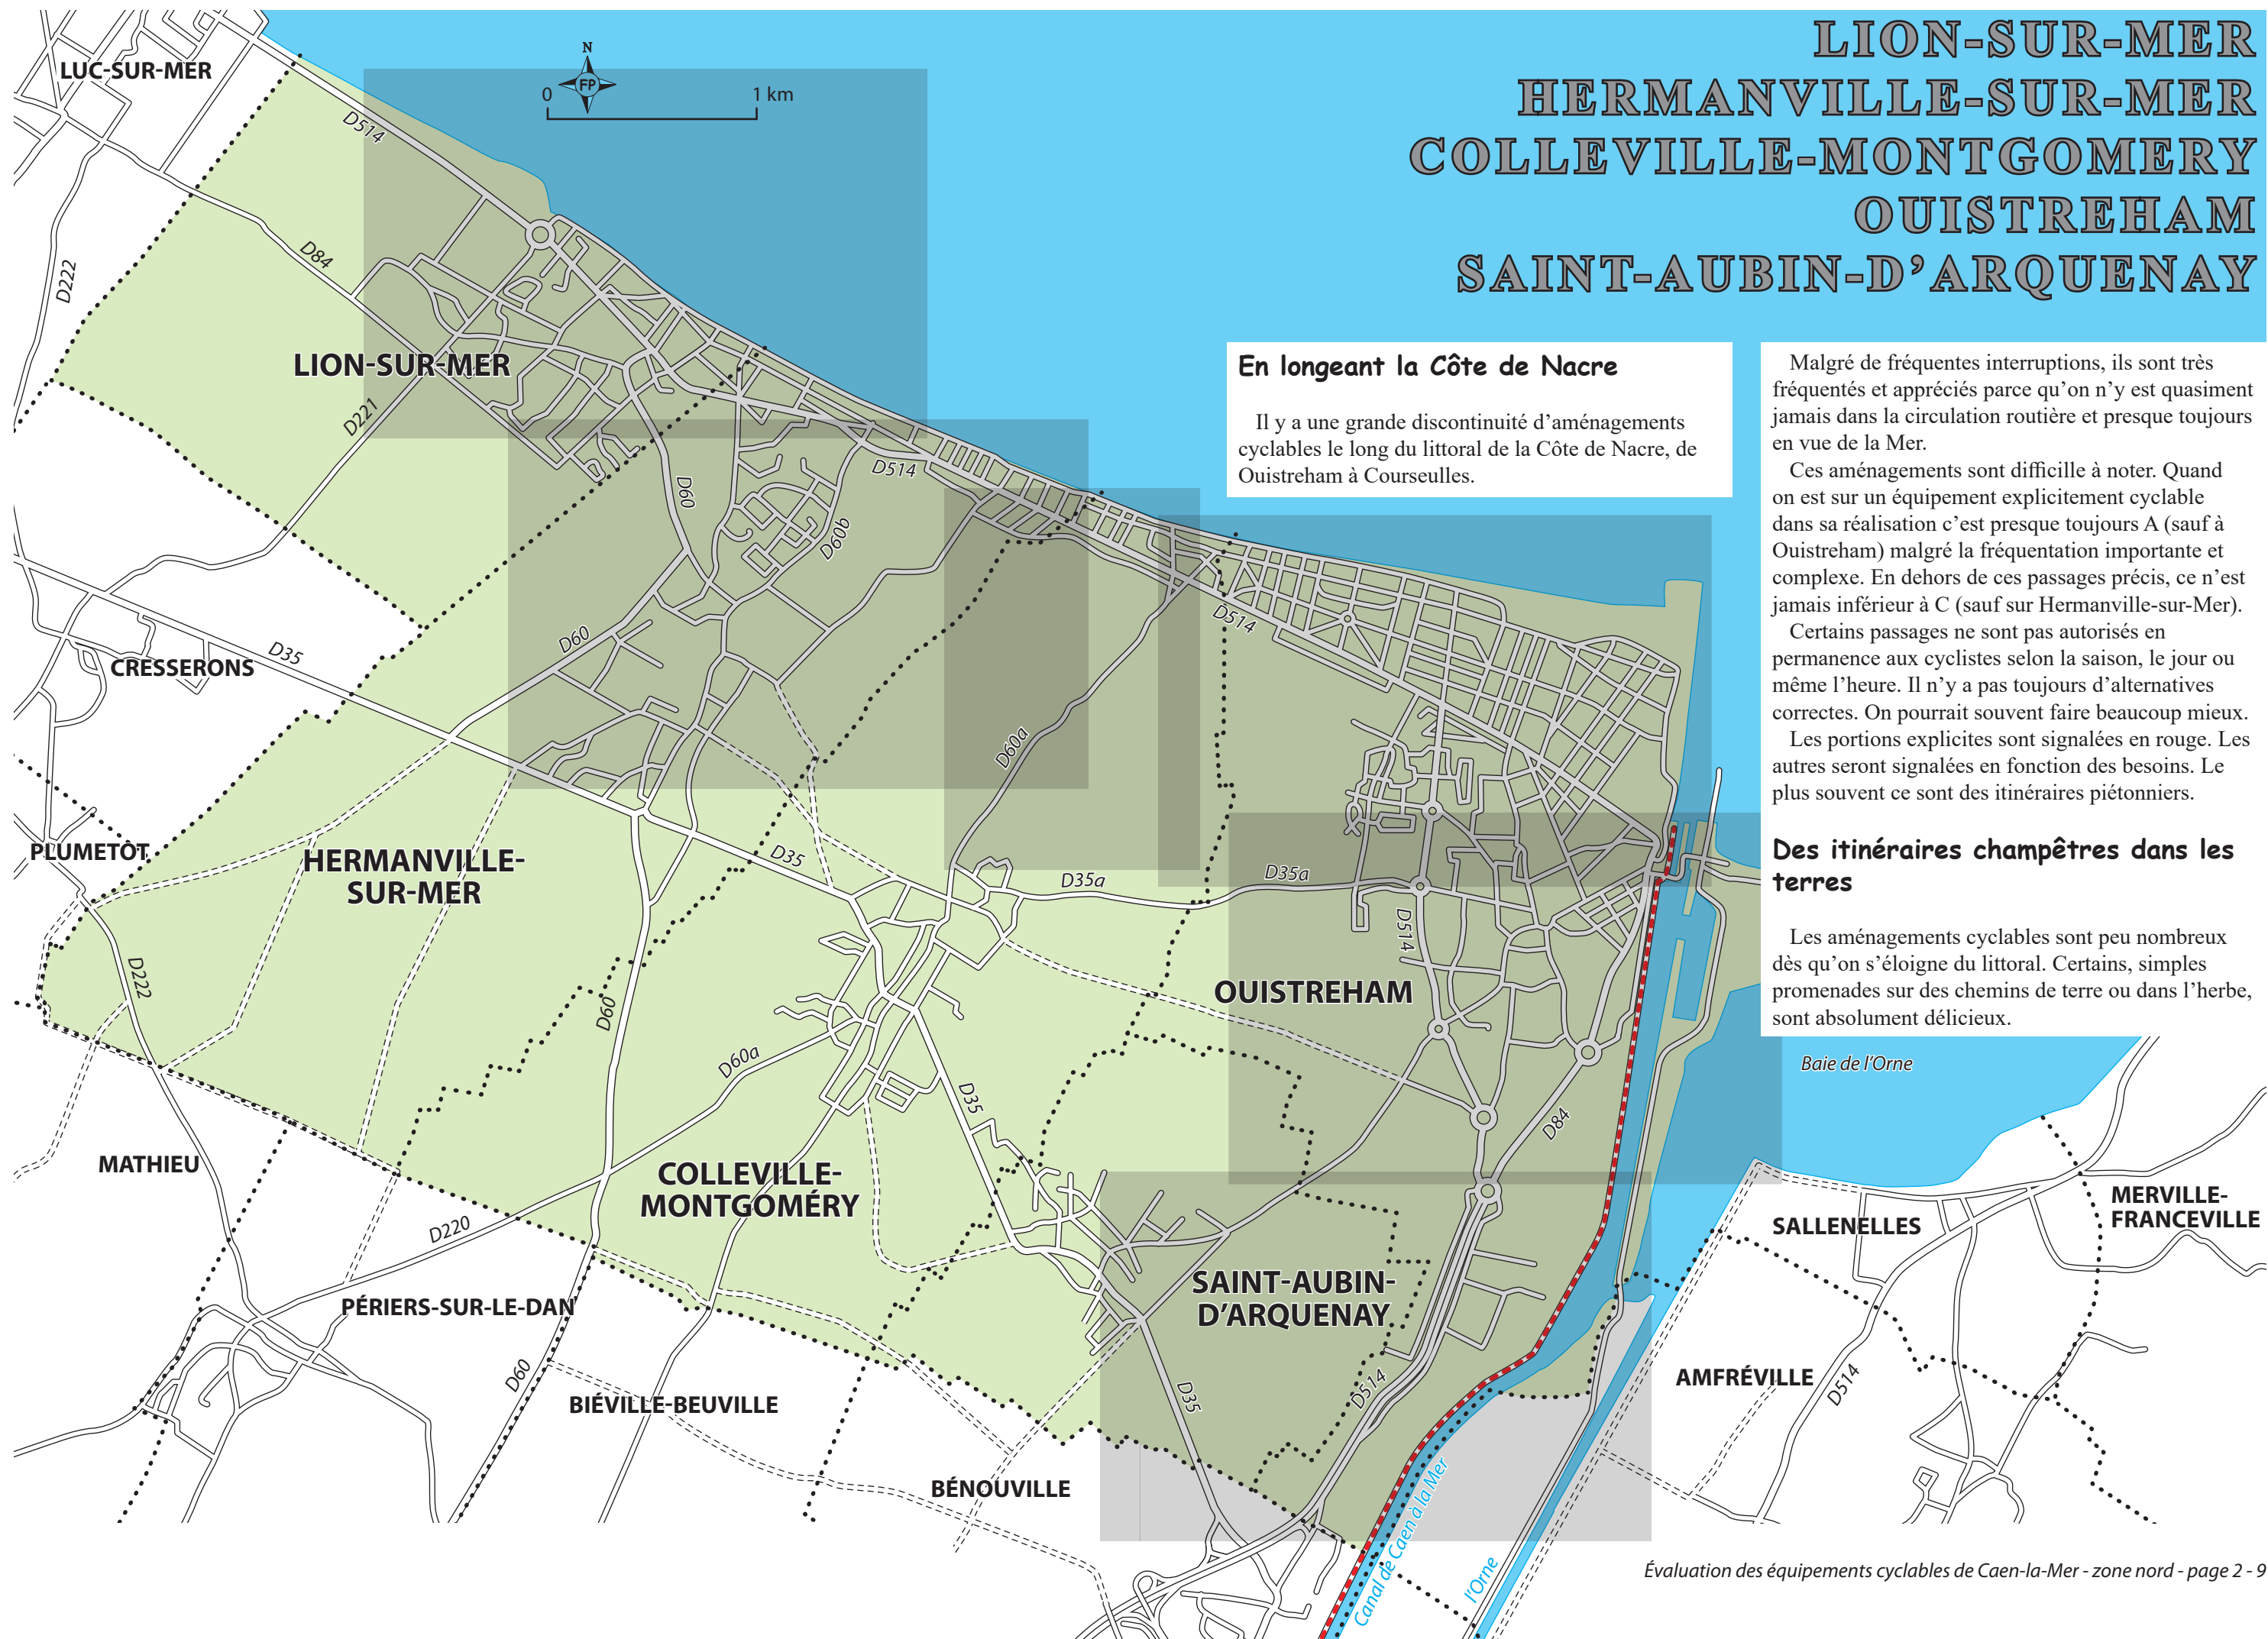 LION-SUR-MER
HERMANVILLE-SUR-MER
COLLEVILLE-MONTGOMERY
OUISTREHAM
SAINT-AUBIN-D’ARQUENAY
En longeant la Côte de Nacre
Il y a une grande discontinuité d’aménagements
cyclables le long du littoral de la Côte de Nacre, de
Ouistreham à Courseulles.
Malgré de fréquentes interruptions, ils sont très
fréquentés et appréciés parce qu’on n’y est quasiment
jamais dans la circulation routière et presque toujours
en vue de la Mer.
Ces aménagements sont difficille à noter. Quand
on est sur un équipement explicitement cyclable
dans sa réalisation c’est presque toujours A (sauf à
Ouistreham) malgré la fréquentation importante et
complexe. En dehors de ces passages précis, ce n’est
jamais inférieur à C (sauf sur Hermanville-sur-Mer).
Certains passages ne sont pas autorisés en
permanence aux cyclistes selon la saison, le jour ou
même l’heure. Il n’y a pas toujours d’alternatives
correctes. On pourrait souvent faire beaucoup mieux.
Les portions explicites sont signalées en rouge. Les
autres seront signalées en fonction des besoins. Le
plus souvent ce sont des itinéraires piétonniers.
Des itinéraires champêtres dans les
terres
Les aménagements cyclables sont peu nombreux
dès qu’on s’éloigne du littoral. Certains, simples
promenades sur des chemins de terre ou dans l’herbe,
sont absolument délicieux.
N
FP
0 1 km
LUC-SUR-MER
D514
D84
D222
LION-SUR-MER
D221
D514
D60
D60b
D514
D60
CRESSERONS
D35
D60a
PLUMETÔT
HERMANVILLE-
SUR-MER
D35
D35a
D35a
D514
D222
OUISTREHAM
D60
D60a
Baie de l’Orne
D35
D84
MATHIEU
COLLEVILLE-
MONTGOMÉRY
MERVILLE-
FRANCEVILLE
SALLENELLES
D220
SAINT-AUBIN-
D’ARQUENAY
PÉRIERS-SUR-LE-DAN
D60
AMFRÉVILLE
D514
D514
D35
BIÉVILLE-BEUVILLE
BÉNOUVILLE
Canal de Caen à la Mer
l’Orne
Évaluation des équipements cyclables de Caen-la-Mer - zone nord - page 2 - 9